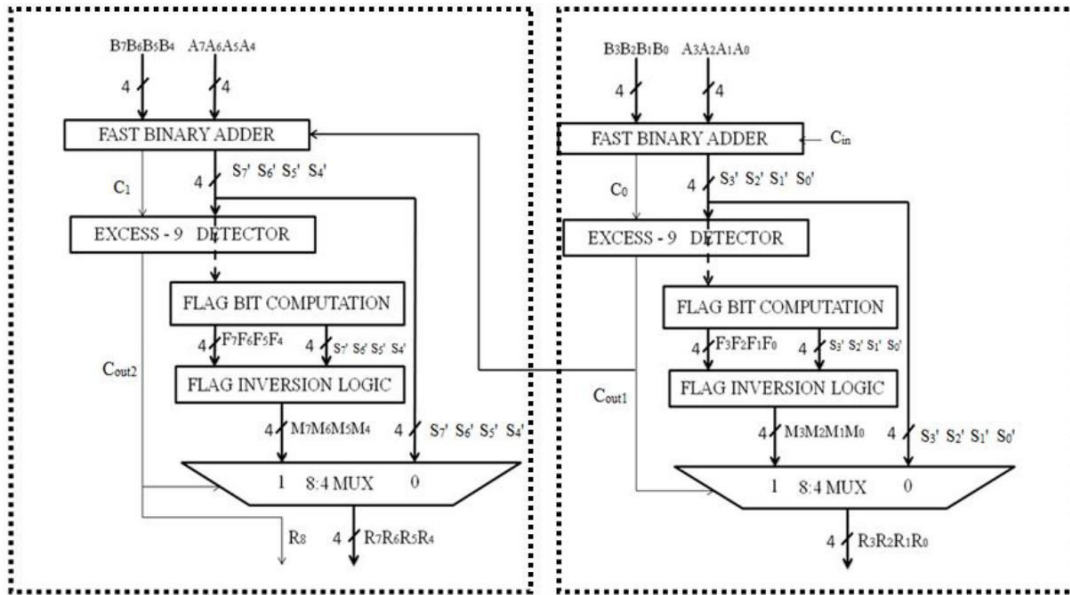 B7B6B5B4 A7A6A5A4
4 4
FAST BINARY ADDER
C1 4 S7' S6' S5' S4'
EXCESS - 9 DETECTOR
FLAG BIT COMPUTATION
4 F7F6F5F4 4 S7' S6' S5' S4'
Cout2
FLAG INVERSION LOGIC
4 M7M6M5M4 4 S7' S6' S5' S4'
1 8:4 MUX 0
R8 4 R7R6R5R4
B3B2B1B0 A3A2A1A0
4 4
FAST BINARY ADDER Cin
C0 4 S3' S2' S1' S0'
EXCESS - 9 DETECTOR
FLAG BIT COMPUTATION
4 F3F2F1F0 4 S3' S2' S1' S0'
Cout1
FLAG INVERSION LOGIC
4 M3M2M1M0 4 S3' S2' S1' S0'
1 8:4 MUX 0
4 R3R2R1R0